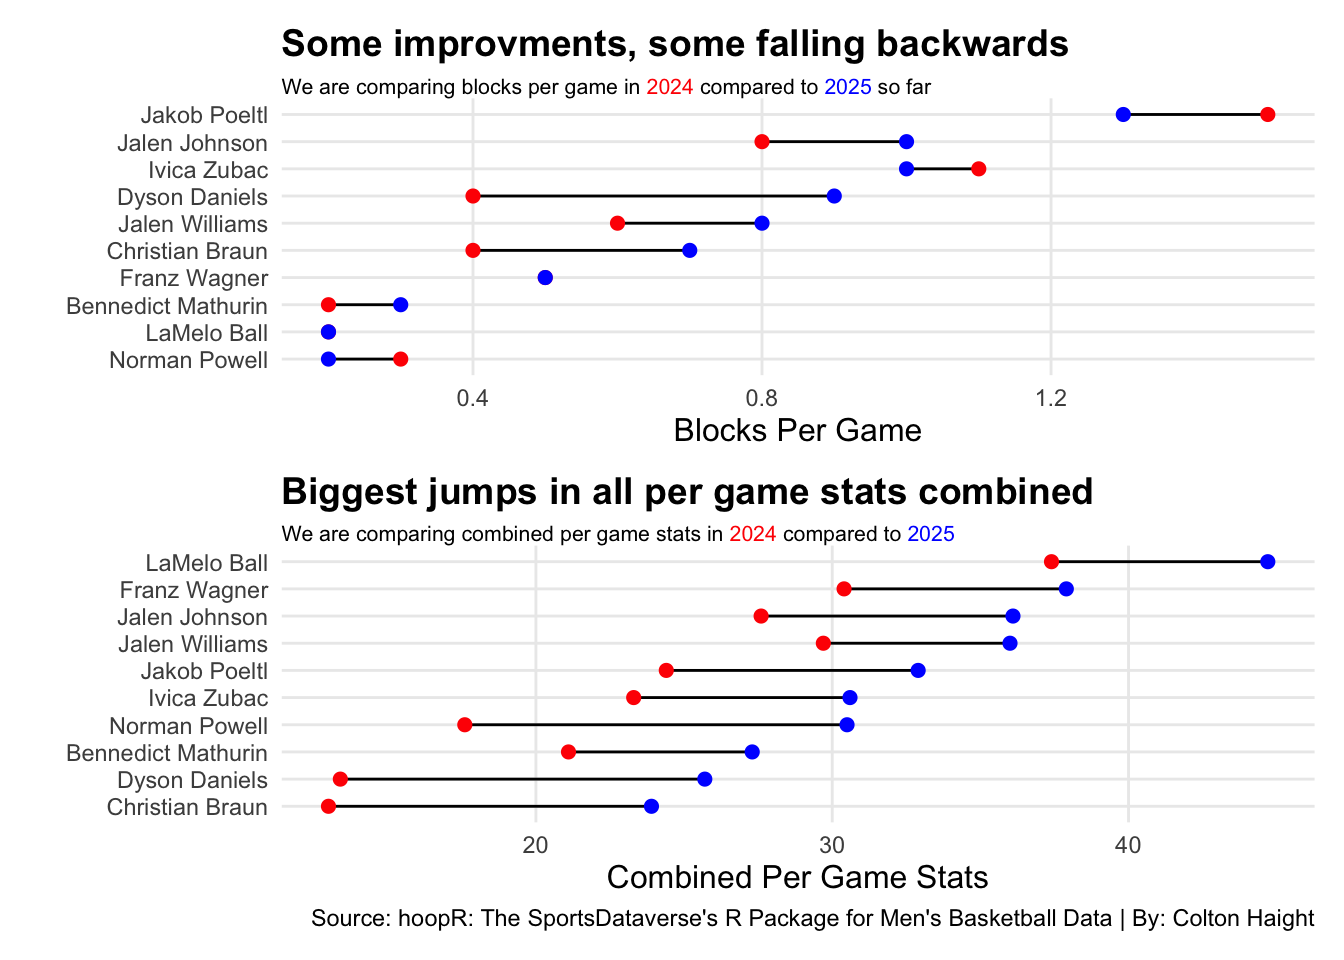 Some improvments, some falling backwards
We are comparing blocks per game in 2024 compared to 2025 so far
Jakob Poeltl
Jalen Johnson
Ivica Zubac
Dyson Daniels
Jalen Williams
Christian Braun
Franz Wagner
Bennedict Mathurin
LaMelo Ball
Norman Powell
0.4 0.8 1.2
Blocks Per Game
Biggest jumps in all per game stats combined
We are comparing combined per game stats in 2024 compared to 2025
LaMelo Ball
Franz Wagner
Jalen Johnson
Jalen Williams
Jakob Poeltl
Ivica Zubac
Norman Powell
Bennedict Mathurin
Dyson Daniels
Christian Braun
20 30 40
Combined Per Game Stats
Source: hoopR: The SportsDataverse's R Package for Men's Basketball Data | By: Colton Haight